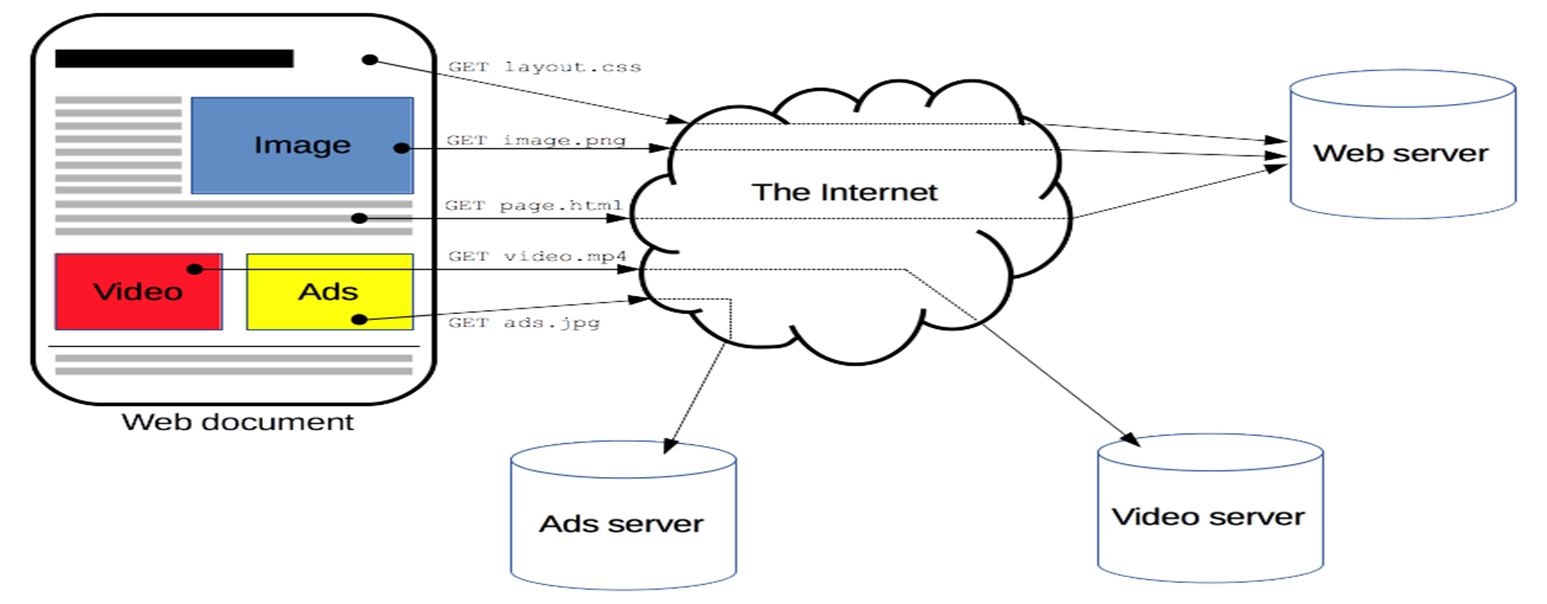 GET layout.css
Image
GET image.png
Web server
The Internet
GET page.html
GET video.mp4
Video
Ads
GET ads.jpg
Web document
Ads server
Video server